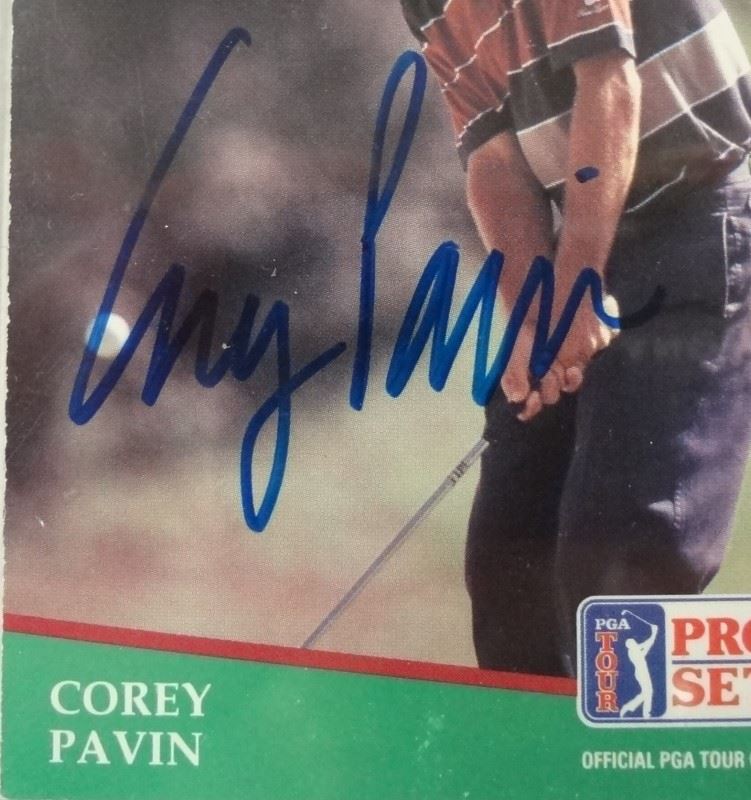 Corey Pavin
PGA
TOUR
PRO
SET
COREY
PAVIN
OFFICIAL PGA TOUR